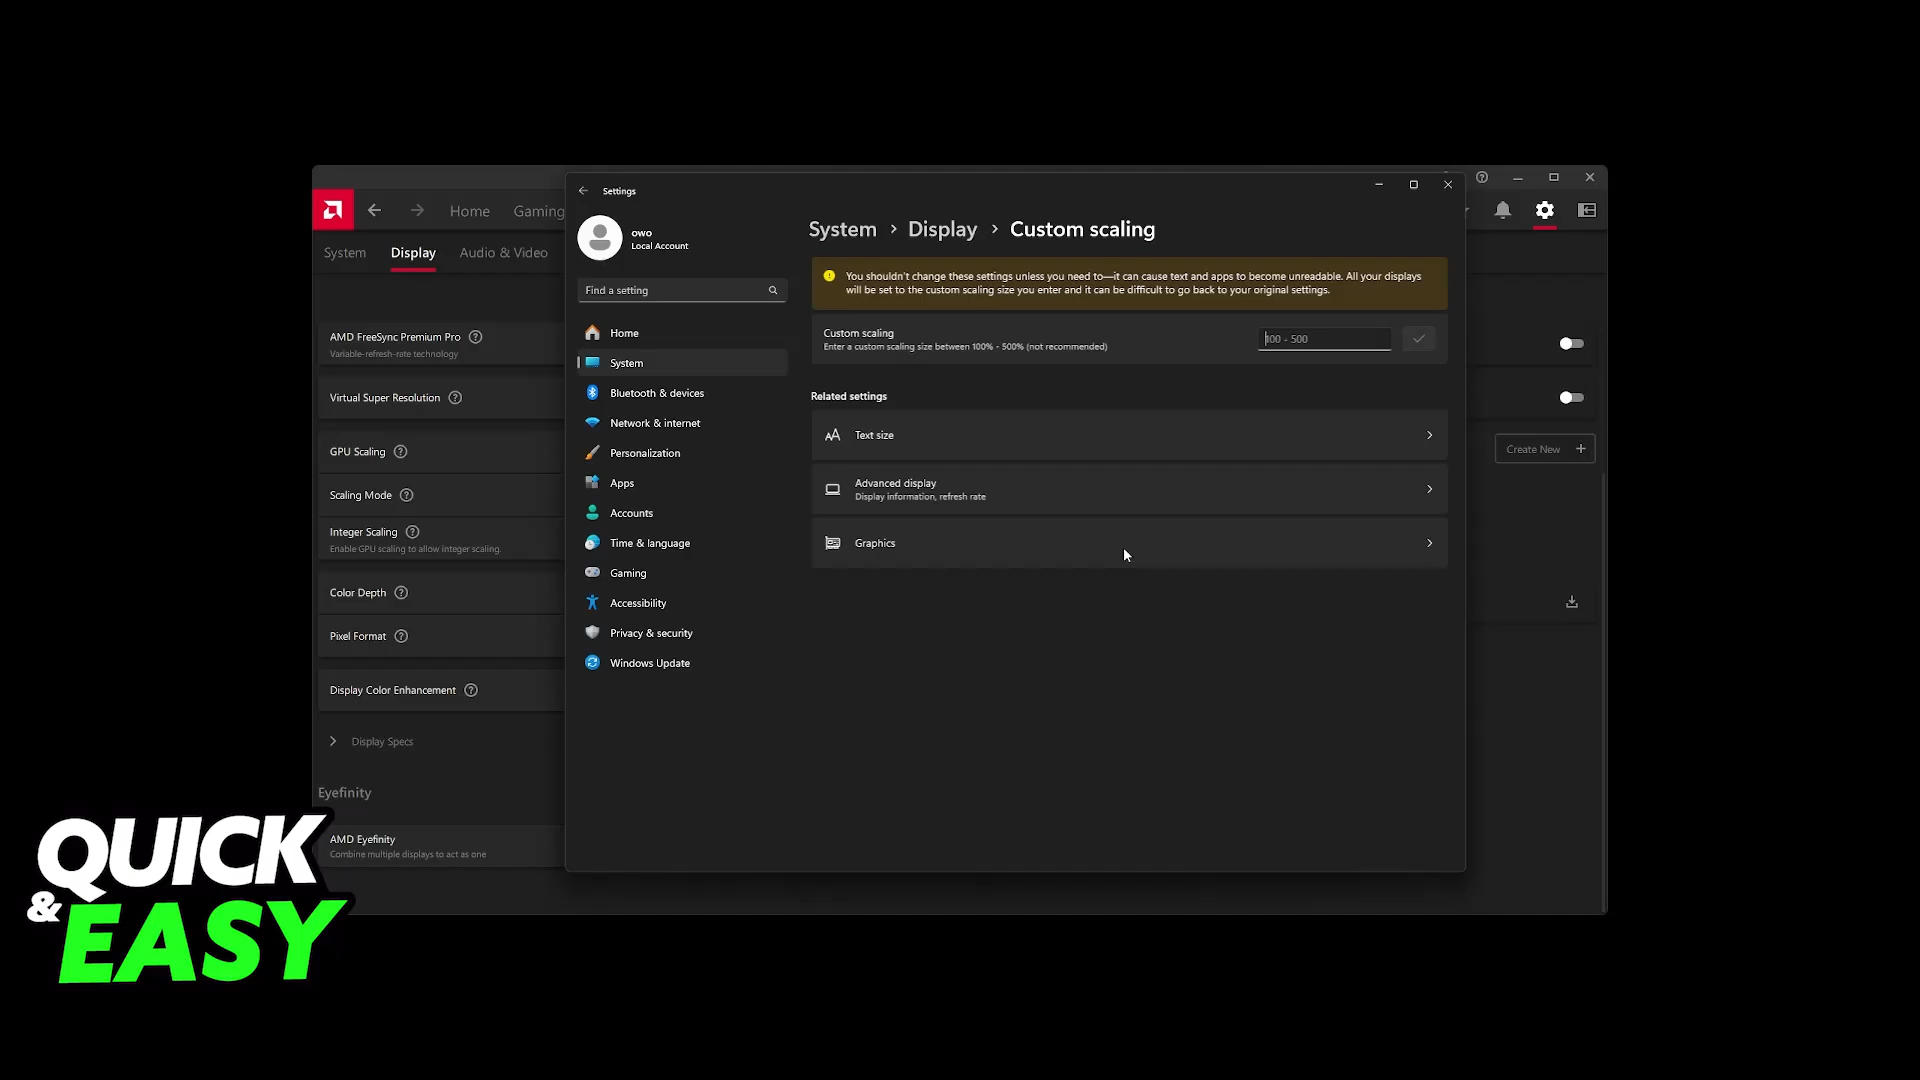 Settings
Home
Gaming
System
Display
Audio & Video
AMD FreeSync Premium Pro
Variable-refresh-rate technology
Virtual Super Resolution
GPU Scaling
Scaling Mode
Integer Scaling
Enable GPU scaling to allow integer scaling.
Color Depth
Pixel Format
Display Color Enhancement
Display Specs
Eyefinity
AMD Eyefinity
Combine multiple displays to act as one
owo
Local Account
Find a setting
Home
System
Bluetooth & devices
Network & internet
Personalization
Apps
Accounts
Time & language
Gaming
Accessibility
Privacy & security
Windows Update
System > Display > Custom scaling
You shouldn't change these settings unless you need to—it can cause text and apps to become unreadable. All your displays
will be set to the custom scaling size you enter and it can be difficult to go back to your original settings.
Custom scaling
Enter a custom scaling size between 100% - 500% (not recommended)
100 - 500
Related settings
Text size
Advanced display
Display information, refresh rate
Graphics
Create New
QUICK
& EASY